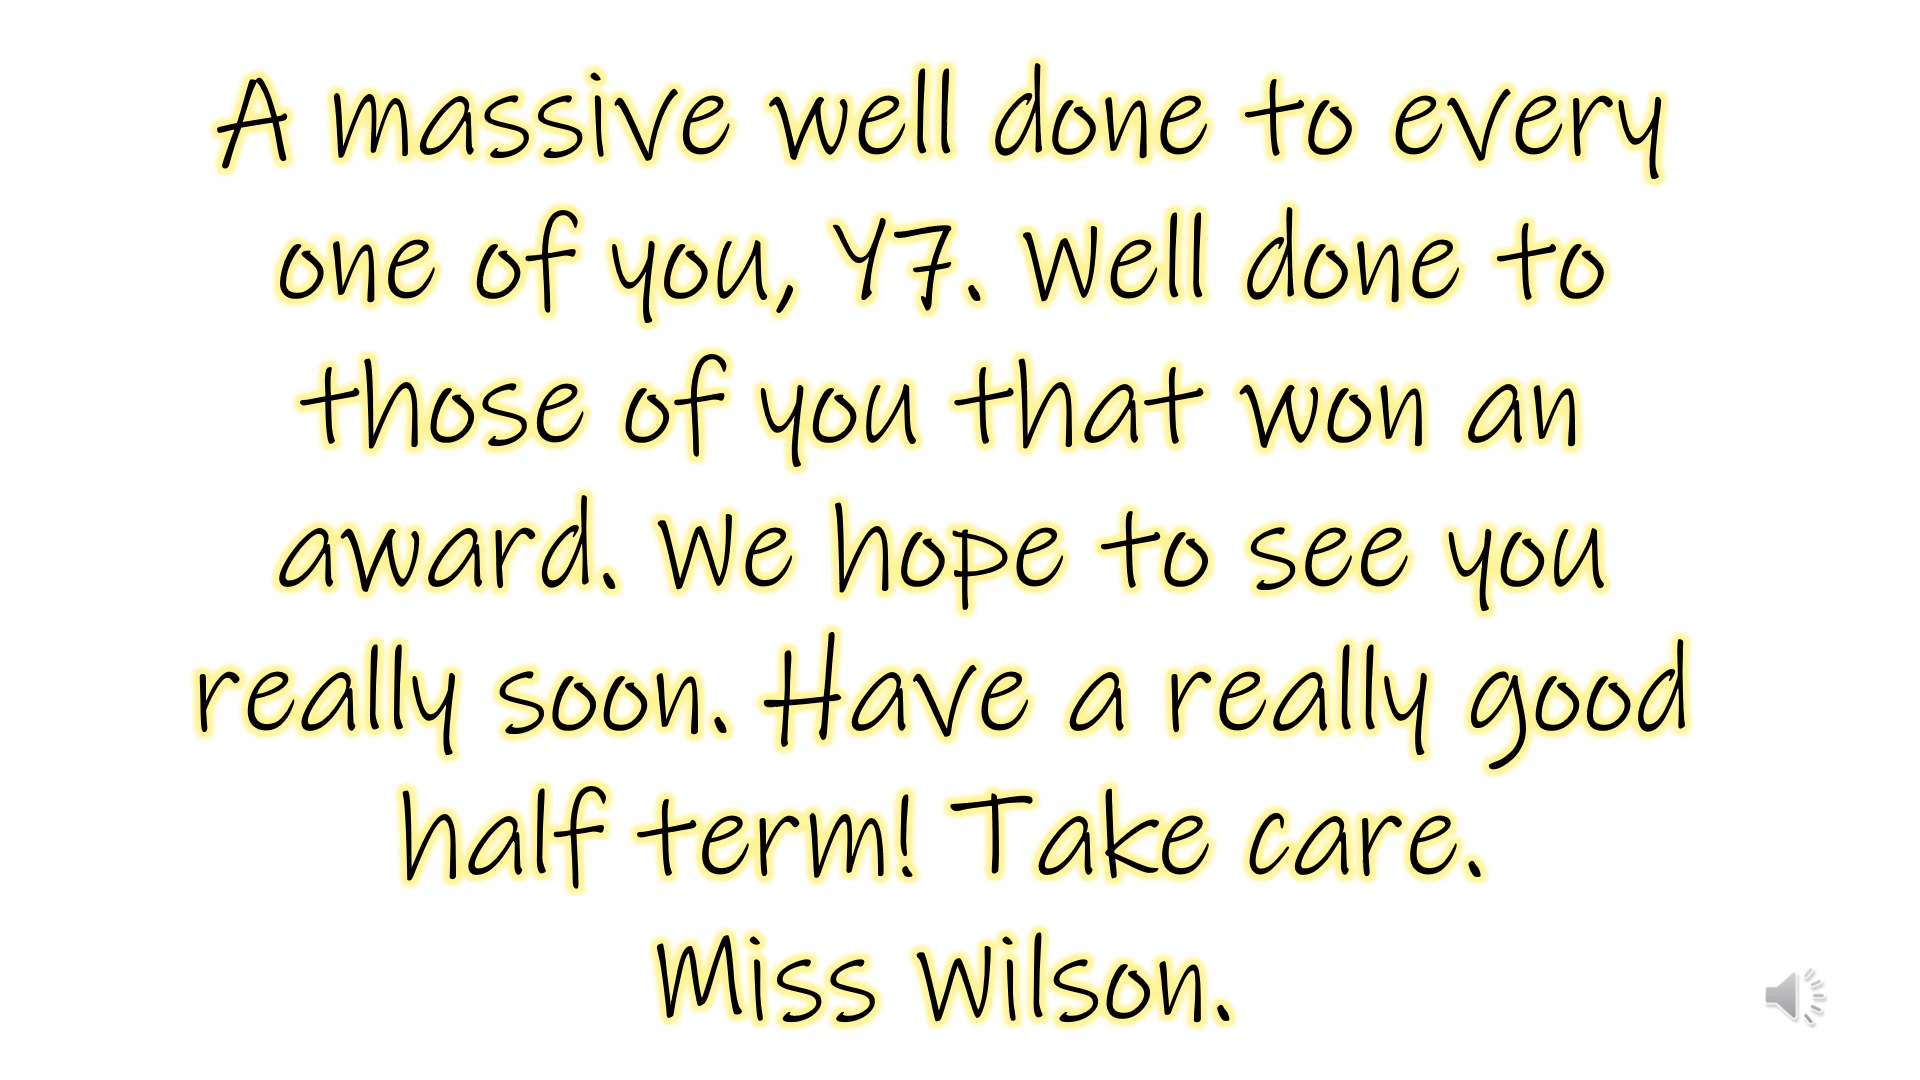 A massive well done to every
one of you, Y7. Well done to
those of you that won an
award. We hope to see you
really soon. Have a really good
half term! Take care.
Miss Wilson.